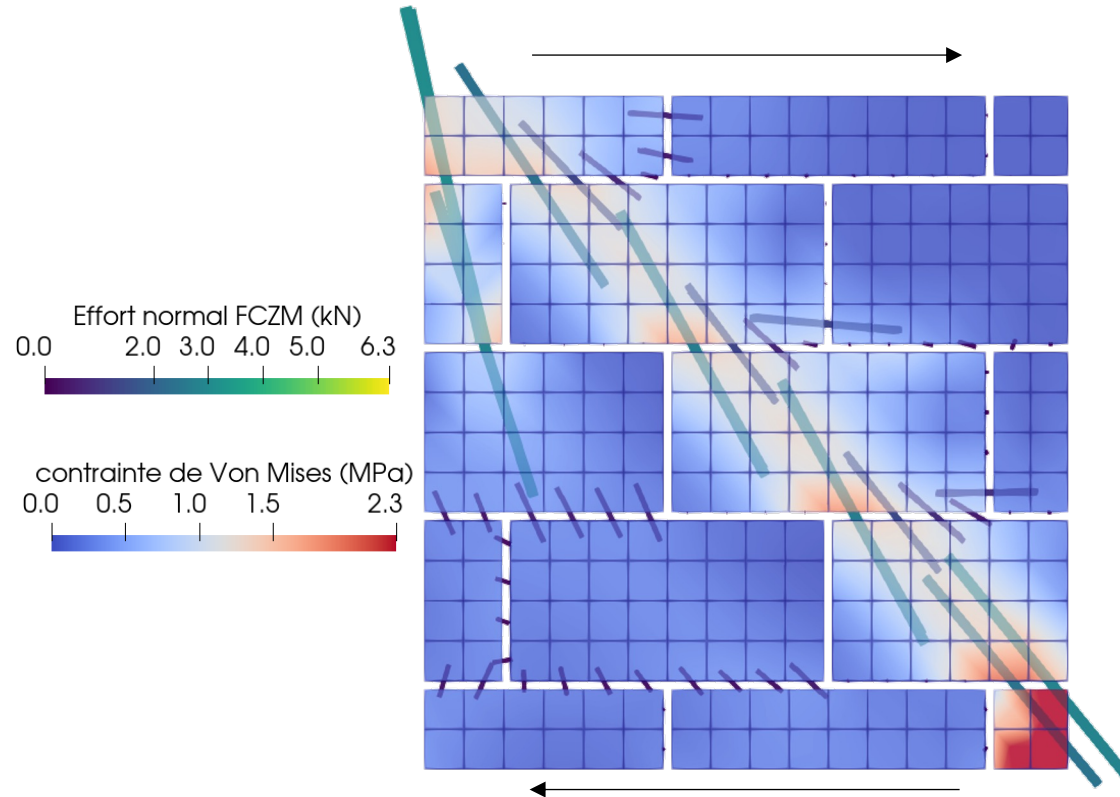 Effort normal FCZM (kN)
0.0 2.0 3.0 4.0 5.0 6.3
contrainte de Von Mises (MPa)
0.0 0.5 1.0 1.5 2.3